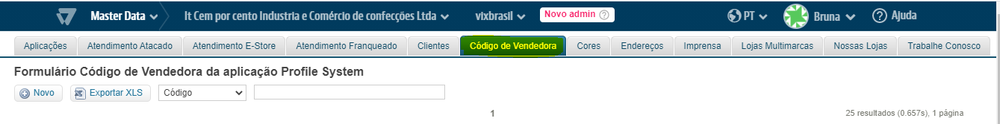 Master Data It Cem por cento Industria e Comércio de confecções Ltda vixbrasil Novo admin PT Bruna Ajuda
Aplicações Atendimento Atacado Atendimento E-Store Atendimento Franqueado Clientes Código de Vendedora Cores Endereços Imprensa Lojas Multimarcas Nossas Lojas Trabalhe Conosco
Formulário Código de Vendedora da aplicação Profile System
Novo Exportar XLS Código
1 25 resultados (0.657s), 1 página